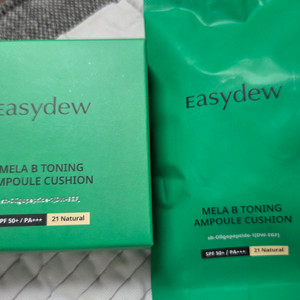 Easydew
MELA B TONING
AMPOULE CUSHION
SPF 50+ / PA+++
21 Natural
Easydew
MELA B TONING
AMPOULE CUSHION
SPF 50+ / PA+++
21 Natural